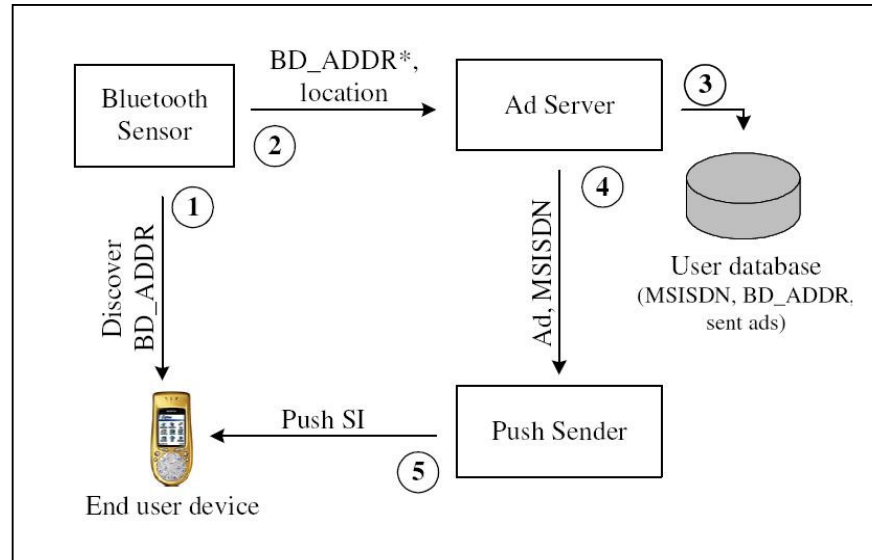 Bluetooth
Sensor
BD_ADDR*,
location
2
Ad Server
3
1
Discover
BD_ADDR
4
Ad, MSISDN
User database
(MSISDN, BD_ADDR,
sent ads)
Push SI
5
Push Sender
End user device